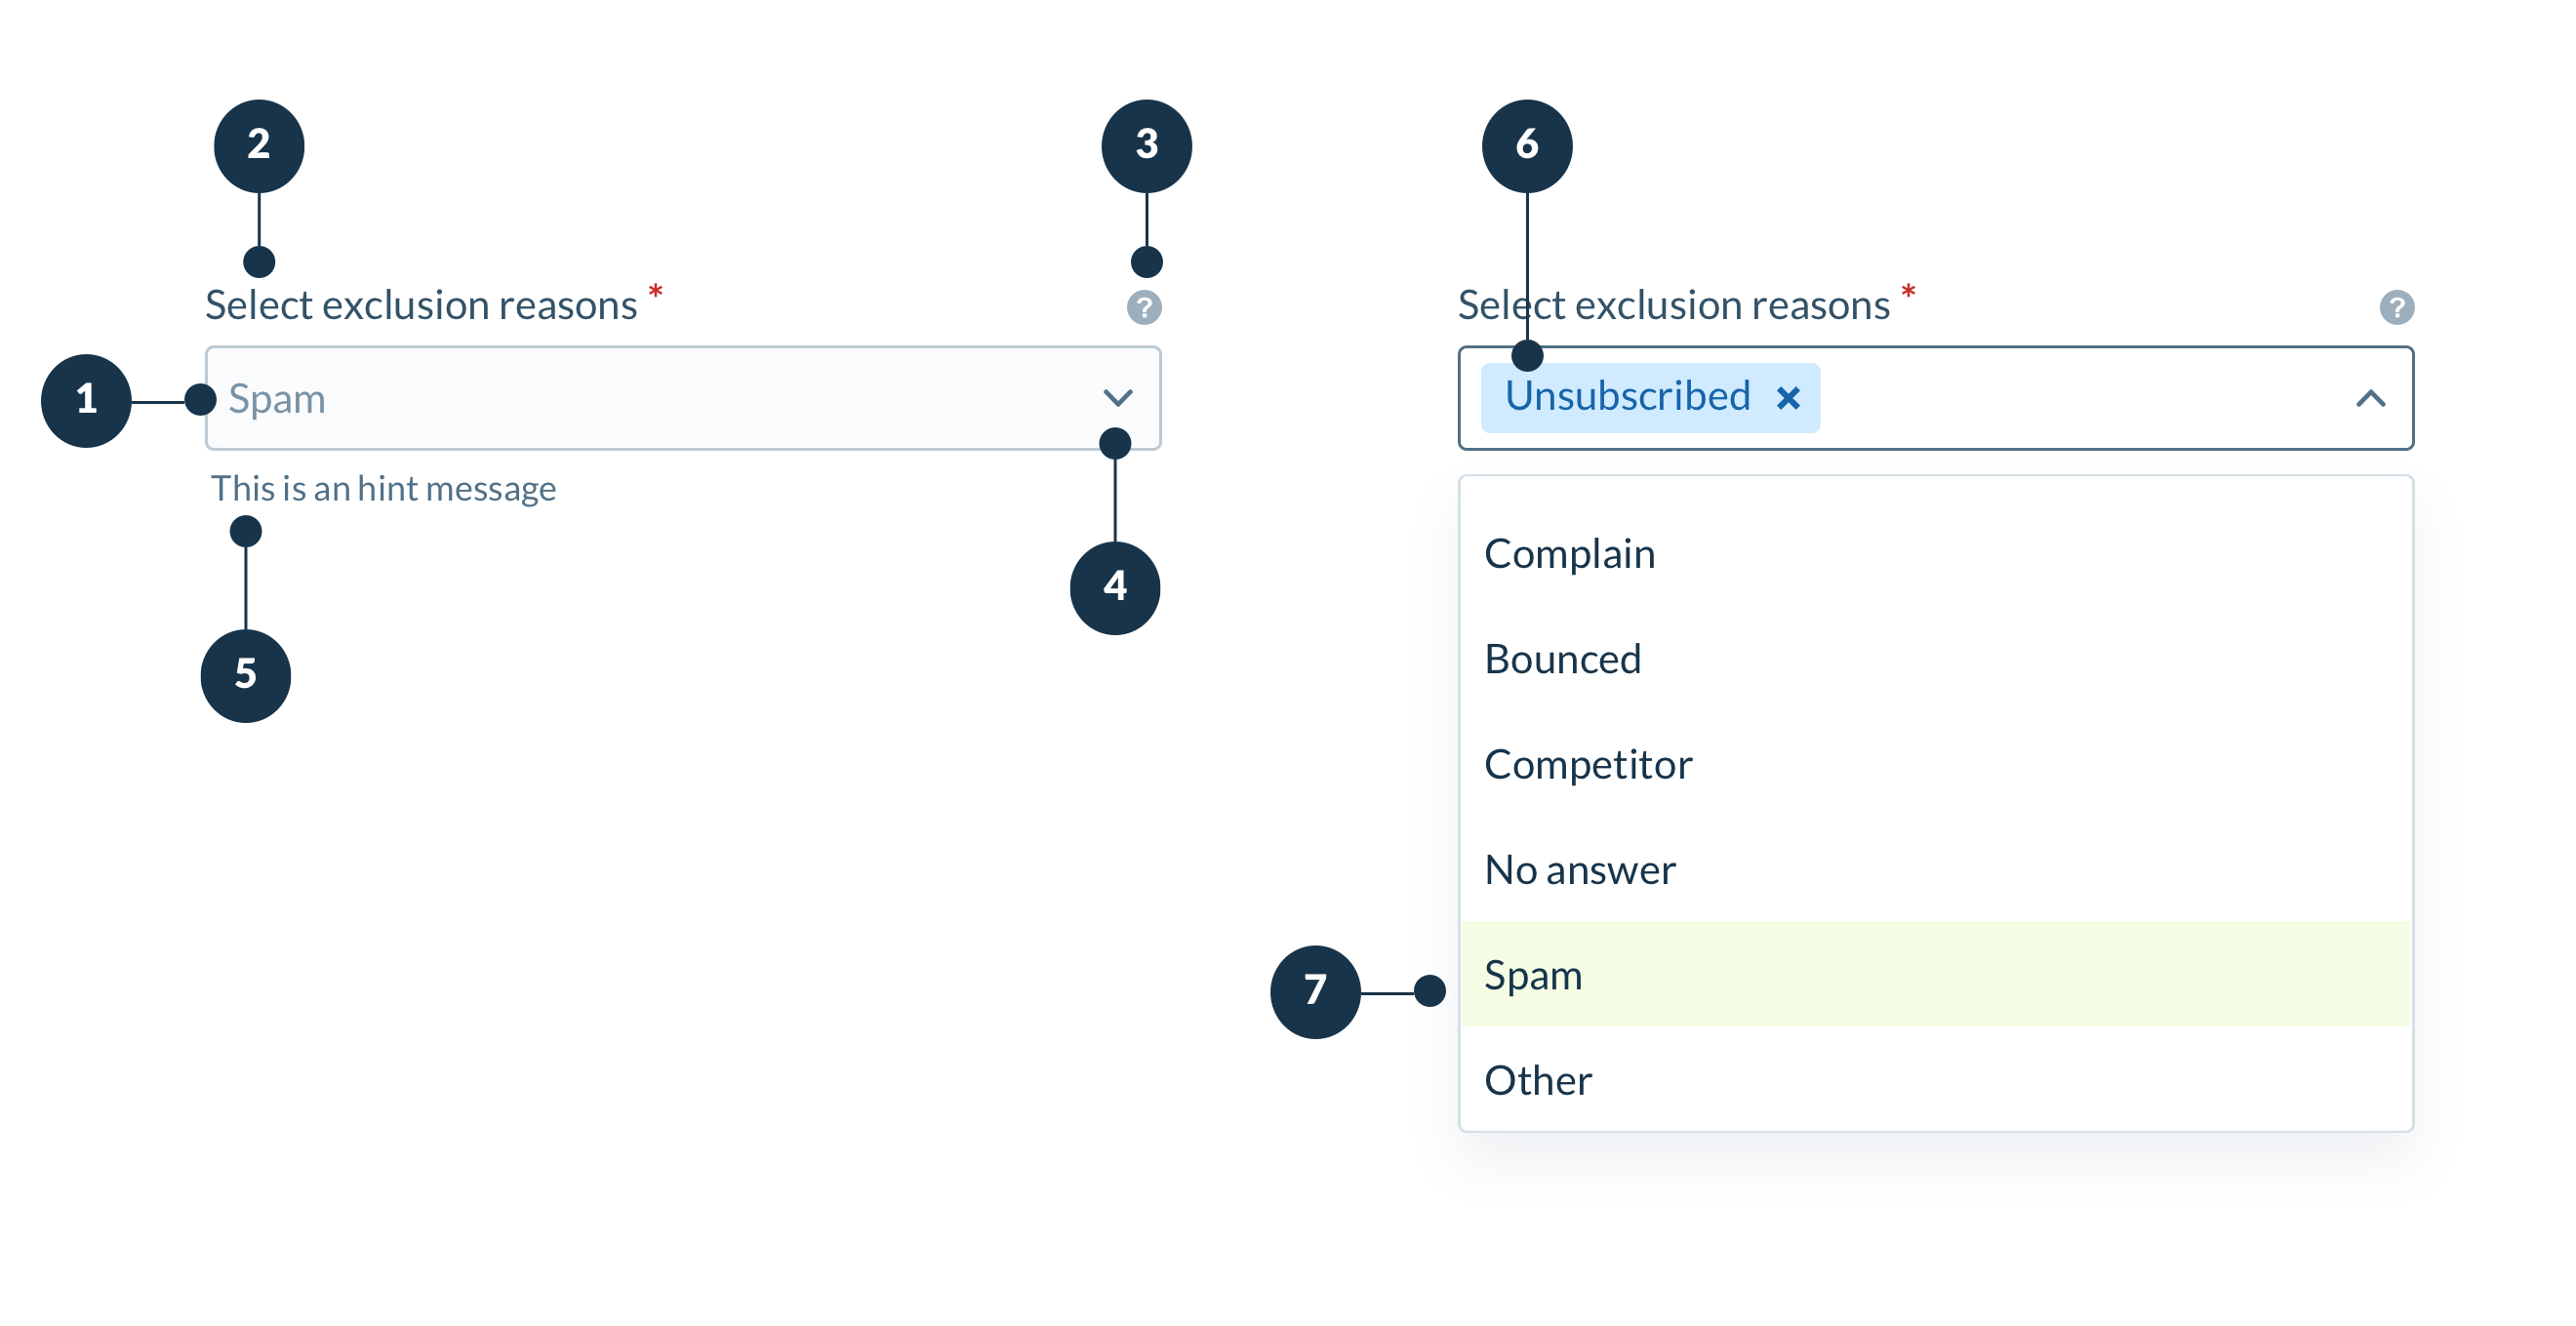 2
3
6
Select exclusion reasons *
?
Select exclusion reasons *
?
1
Spam
Unsubscribed ×
This is an hint message
4
5
Complain
Bounced
Competitor
No answer
7
Spam
Other